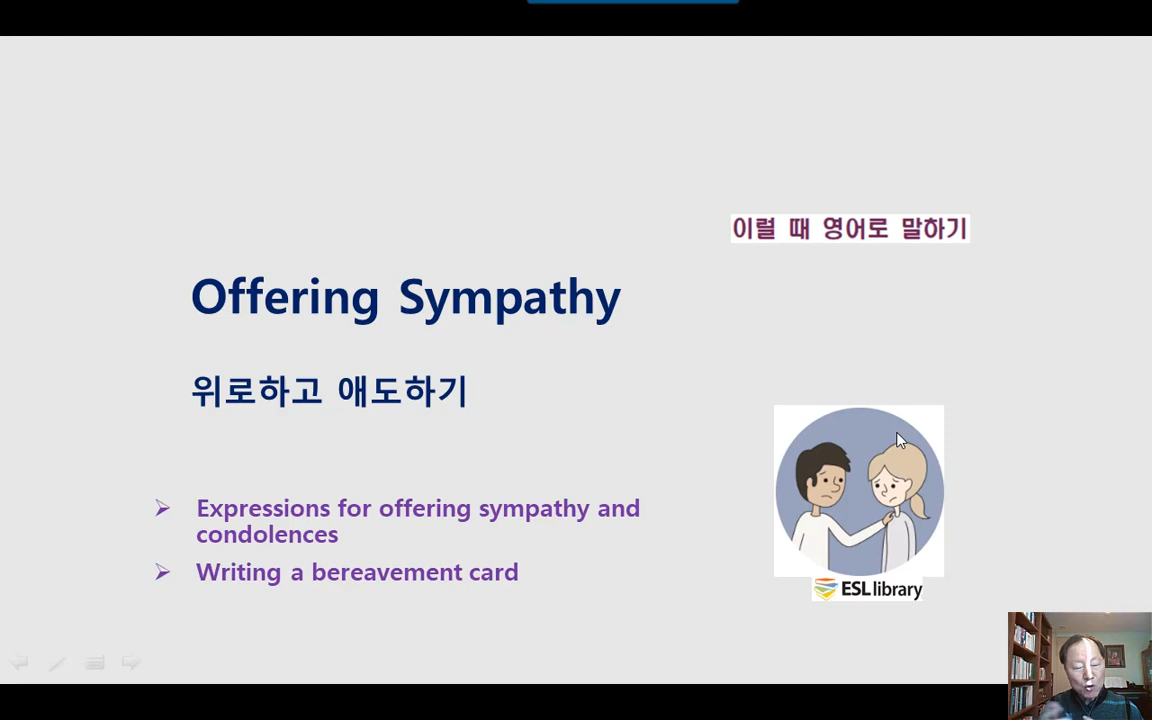 이럴 때 영어로 말하기
Offering Sympathy
위로하고 애도하기
Expressions for offering sympathy and
condolences
Writing a bereavement card
ESL library